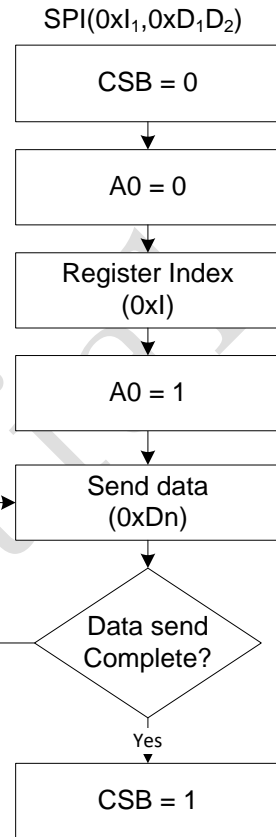 SPI(0xI₁,0xD₁D₂)
CSB = 0
A0 = 0
Register Index
(0xI)
A0 = 1
Send data
(0xDn)
Data send
Complete?
Yes
CSB = 1